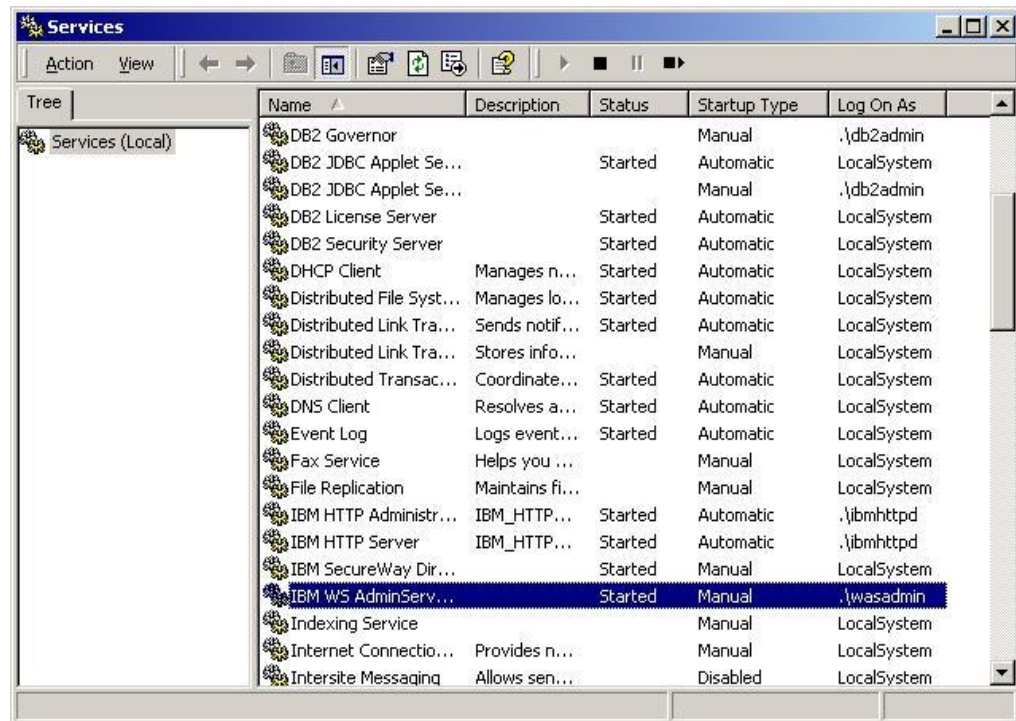 Services
Action View
Tree
Services (Local)
Name Description Status Startup Type Log On As
DB2 Governor Manual .\db2admin
DB2 JDBC Applet Se... Started Automatic LocalSystem
DB2 JDBC Applet Se... Manual .\db2admin
DB2 License Server Started Automatic LocalSystem
DB2 Security Server Started Automatic LocalSystem
DHCP Client Manages n... Started Automatic LocalSystem
Distributed File Syst... Manages lo... Started Automatic LocalSystem
Distributed Link Tra... Sends notif... Started Automatic LocalSystem
Distributed Link Tra... Stores info... Manual LocalSystem
Distributed Transac... Coordinate... Started Automatic LocalSystem
DNS Client Resolves a... Started Automatic LocalSystem
Event Log Logs event... Started Automatic LocalSystem
Fax Service Helps you ... Manual LocalSystem
File Replication Maintains fi... Manual LocalSystem
IBM HTTP Administr... IBM_HTTP... Started Automatic .\ibmhttpd
IBM HTTP Server IBM_HTTP... Started Automatic .\ibmhttpd
IBM SecureWay Dir... Started Manual LocalSystem
IBM WS AdminServ... Started Manual .\wasadmin
Indexing Service Manual LocalSystem
Internet Connectio... Provides n... Manual LocalSystem
Intersite Messaging Allows sen... Disabled LocalSystem